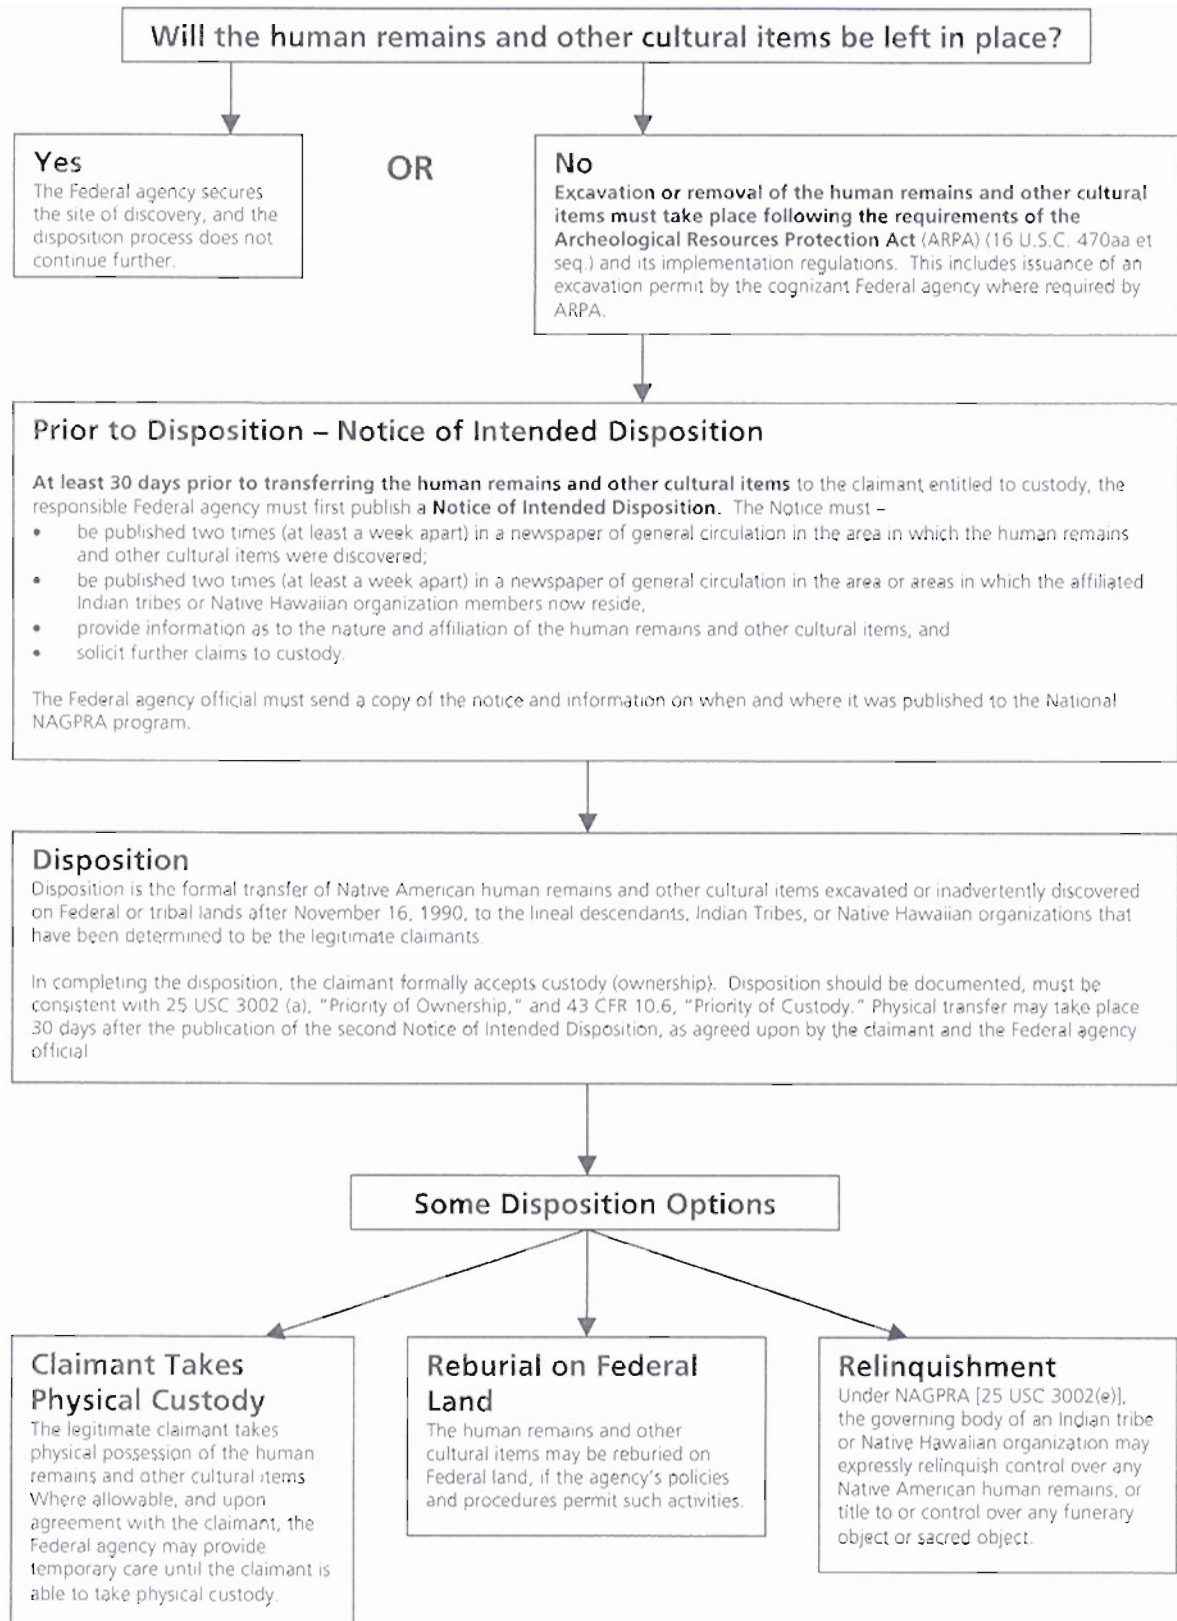 Will the human remains and other cultural items be left in place?
Yes
The Federal agency secures
the site of discovery, and the
disposition process does not
continue further.
OR
No
Excavation or removal of the human remains and other cultural
items must take place following the requirements of the
Archeological Resources Protection Act (ARPA) (16 U.S.C. 470aa et
seq.) and its implementation regulations. This includes issuance of an
excavation permit by the cognizant Federal agency where required by
ARPA.
Prior to Disposition – Notice of Intended Disposition
At least 30 days prior to transferring the human remains and other cultural items to the claimant entitled to custody, the
responsible Federal agency must first publish a Notice of Intended Disposition. The Notice must –
• be published two times (at least a week apart) in a newspaper of general circulation in the area in which the human remains
and other cultural items were discovered;
• be published two times (at least a week apart) in a newspaper of general circulation in the area or areas in which the affiliated
Indian tribes or Native Hawaiian organization members now reside,
• provide information as to the nature and affiliation of the human remains and other cultural items, and
• solicit further claims to custody.
The Federal agency official must send a copy of the notice and information on when and where it was published to the National
NAGPRA program.
Disposition
Disposition is the formal transfer of Native American human remains and other cultural items excavated or inadvertently discovered
on Federal or tribal lands after November 16, 1990, to the lineal descendants, Indian Tribes, or Native Hawaiian organizations that
have been determined to be the legitimate claimants.
In completing the disposition, the claimant formally accepts custody (ownership). Disposition should be documented, must be
consistent with 25 USC 3002 (a), "Priority of Ownership," and 43 CFR 10.6, "Priority of Custody." Physical transfer may take place
30 days after the publication of the second Notice of Intended Disposition, as agreed upon by the claimant and the Federal agency
official
Some Disposition Options
Claimant Takes
Physical Custody
The legitimate claimant takes
physical possession of the human
remains and other cultural items
Where allowable, and upon
agreement with the claimant, the
Federal agency may provide
temporary care until the claimant is
able to take physical custody.
Reburial on Federal
Land
The human remains and other
cultural items may be reburied on
Federal land, if the agency's policies
and procedures permit such activities.
Relinquishment
Under NAGPRA [25 USC 3002(e)],
the governing body of an Indian tribe
or Native Hawaiian organization may
expressly relinquish control over any
Native American human remains, or
title to or control over any funerary
object or sacred object.